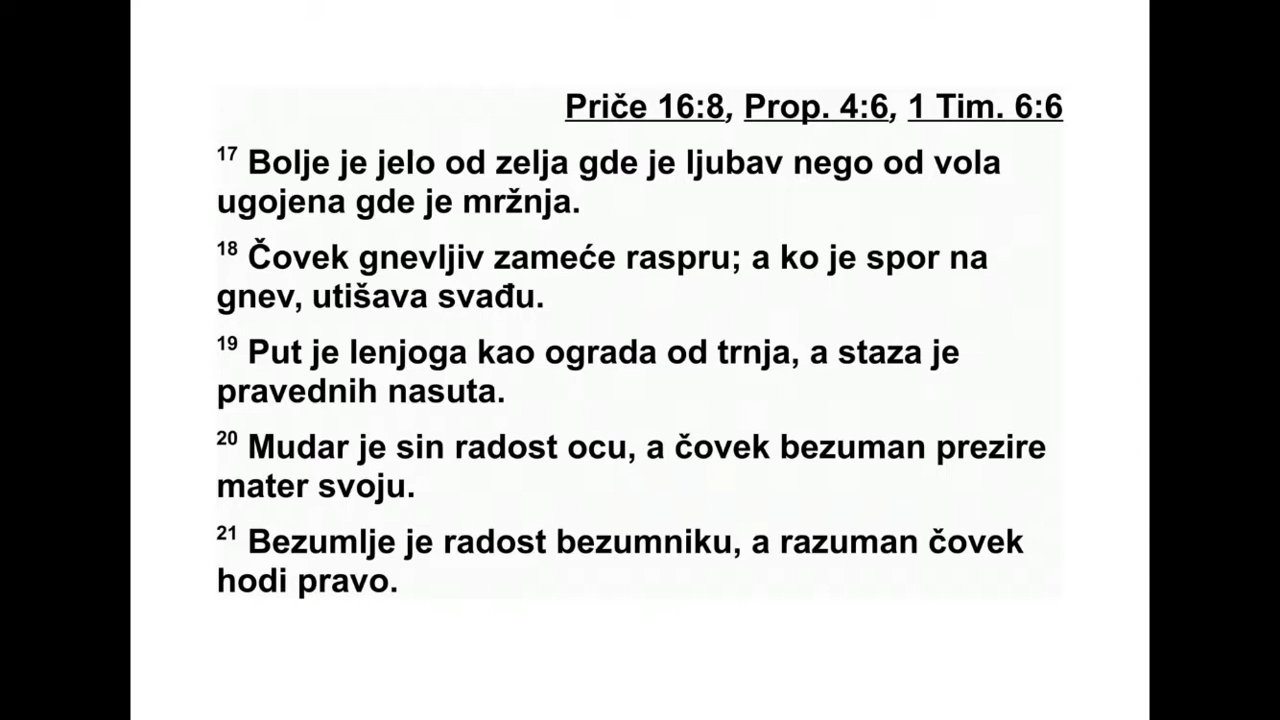 Priče 16:8, Prop. 4:6, 1 Tim. 6:6
17 Bolje je jelo od zelja gde je ljubav nego od vola
ugojena gde je mržnja.
18 Čovek gnevljiv zameće raspru; a ko je spor na
gnev, utišava svađu.
19 Put je lenjoga kao ograda od trnja, a staza je
pravednih nasuta.
20 Mudar je sin radost ocu, a čovek bezuman prezire
mater svoju.
21 Bezumlje je radost bezumniku, a razuman čovek
hodi pravo.